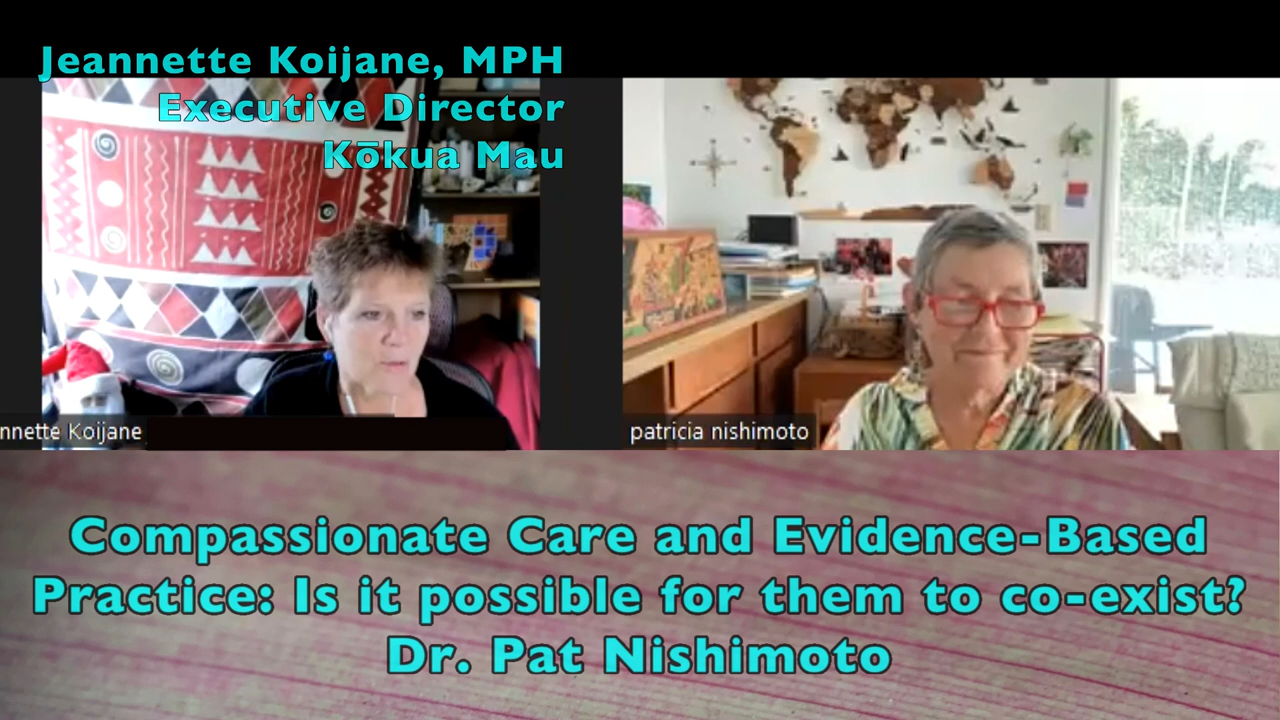 Jeannette Koijane, MPH
Executive Director
Kōkua Mau
nnette Koijane
patricia nishimoto
Compassionate Care and Evidence-Based
Practice: Is it possible for them to co-exist?
Dr. Pat Nishimoto